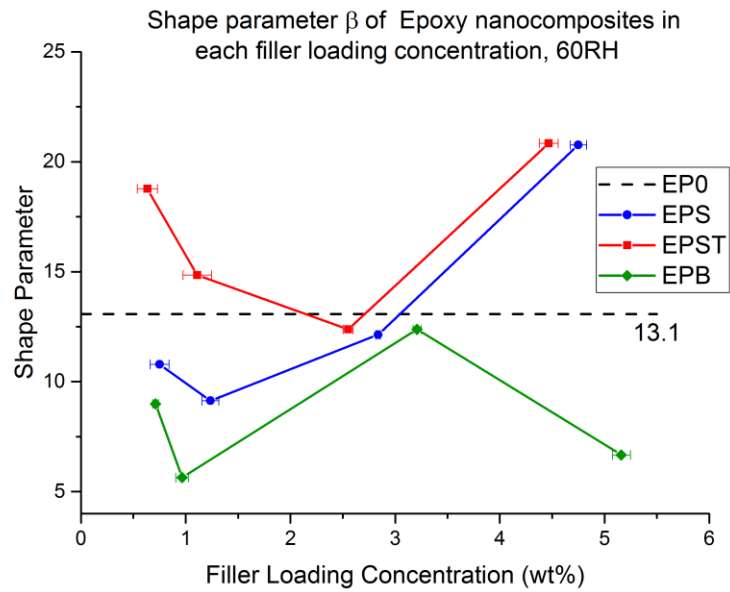 Shape parameter β of Epoxy nanocomposites in
each filler loading concentration, 60RH
25
20
15
10
5
0
1
2
3
4
5
6
Shape Parameter
Filler Loading Concentration (wt%)
EP0
EPS
EPST
EPB
13.1